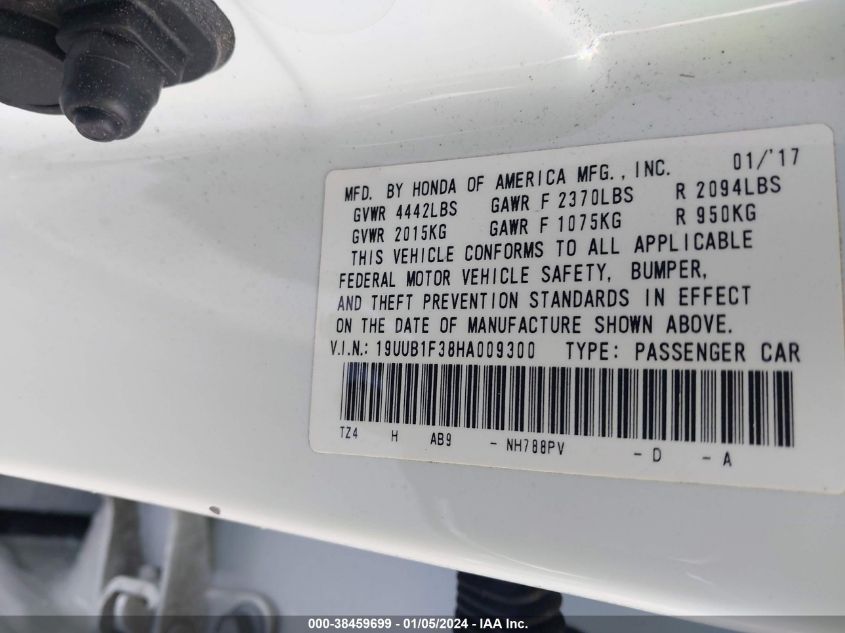 MFD. BY HONDA OF AMERICA MFG., INC. 01/'17
GVWR 4442LBS GAWR F 2370LBS R 2094LBS
GVWR 2015KG GAWR F 1075KG R 950KG
THIS VEHICLE CONFORMS TO ALL APPLICABLE
FEDERAL MOTOR VEHICLE SAFETY, BUMPER,
AND THEFT PREVENTION STANDARDS IN EFFECT
ON THE DATE OF MANUFACTURE SHOWN ABOVE.
V.I.N.: 19UUB1F38HA009300 TYPE: PASSENGER CAR
TZ4 H AB9 - NH788PV - D - A
000-38459699 - 01/05/2024 - IAA Inc.